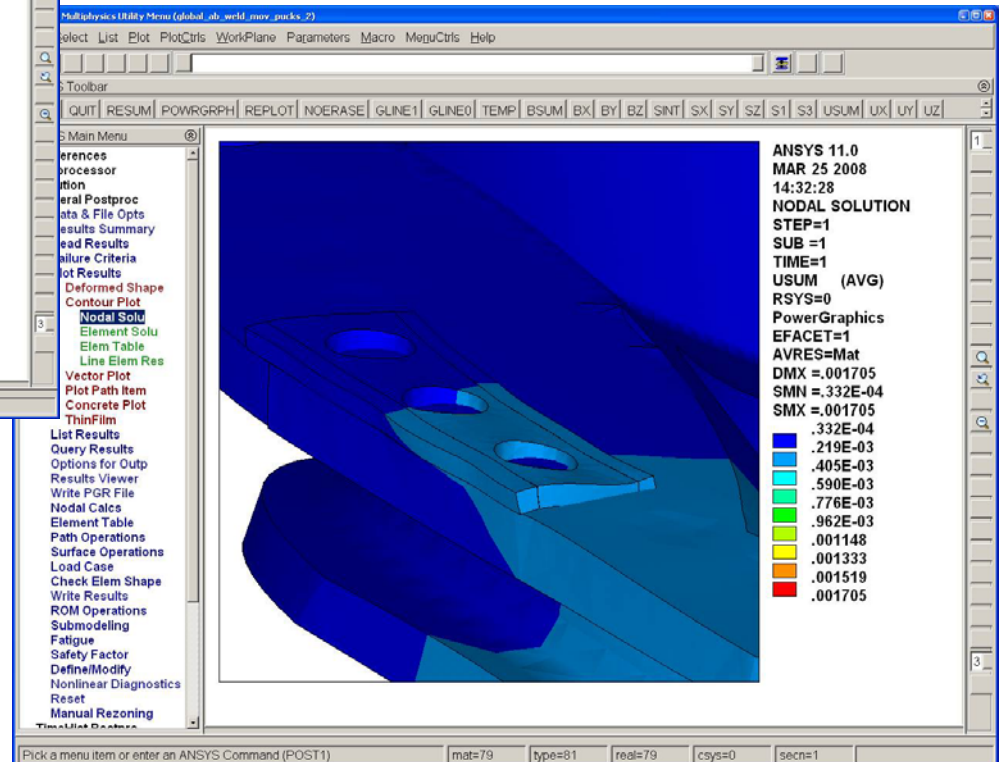 Multiphysics Utility Menu (global_ab_weld_mov_pucks_2)
elect List Plot PlotCtrls WorkPlane Parameters Macro MenuCtrls Help
S Toolbar
QUIT RESUM POWRGRPH REPLOT NOERASE GLINE1 GLINE0 TEMP BSUM BX BY BZ SINT SX SY SZ S1 S3 USUM UX UY UZ
S Main Menu
erences
processor
ution
eral Postproc
ata & File Opts
esults Summary
ead Results
ailure Criteria
lot Results
Deformed Shape
Contour Plot
Nodal Solu
Element Solu
Elem Table
Line Elem Res
Vector Plot
Plot Path Item
Concrete Plot
ThinFilm
List Results
Query Results
Options for Outp
Results Viewer
Write PGR File
Nodal Calcs
Element Table
Path Operations
Surface Operations
Load Case
Check Elem Shape
Write Results
ROM Operations
Submodeling
Fatigue
Safety Factor
Define/Modify
Nonlinear Diagnostics
Reset
Manual Rezoning
ANSYS 11.0
MAR 25 2008
14:32:28
NODAL SOLUTION
STEP=1
SUB =1
TIME=1
USUM (AVG)
RSYS=0
PowerGraphics
EFACET=1
AVRES=Mat
DMX =.001705
SMN =.332E-04
SMX =.001705
.332E-04
.219E-03
.405E-03
.590E-03
.776E-03
.962E-03
.001148
.001333
.001519
.001705
1
3
3
Pick a menu item or enter an ANSYS Command (POST1) mat=79 type=81 real=79 csys=0 secn=1